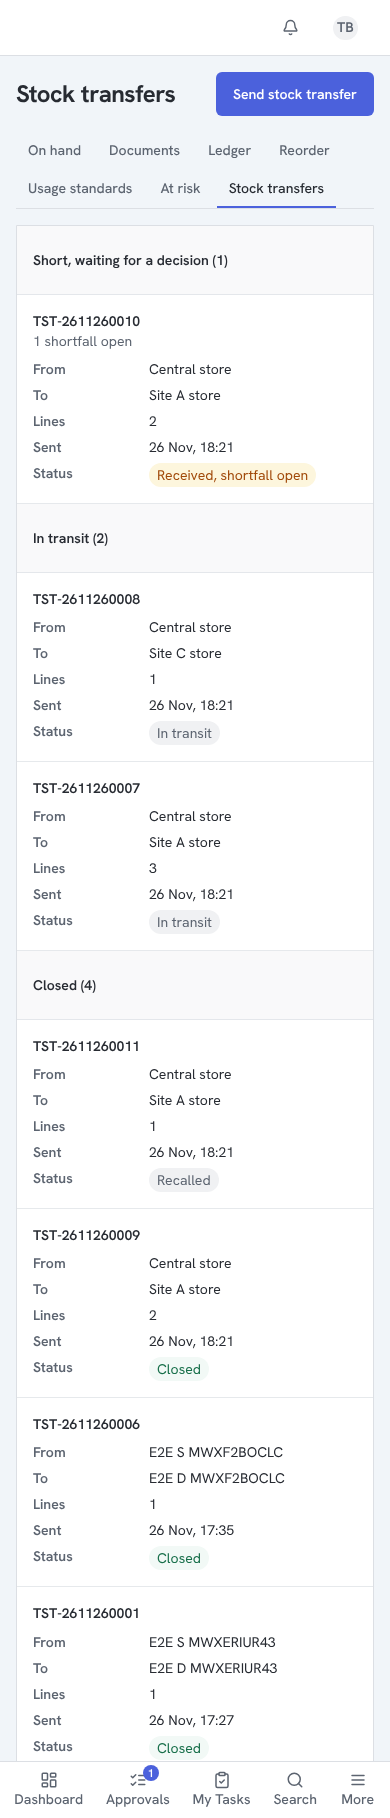 TB
Stock transfers
Send stock transfer
On hand Documents Ledger Reorder
Usage standards At risk Stock transfers
Short, waiting for a decision (1)
TST-2611260010
1 shortfall open
From Central store
To Site A store
Lines 2
Sent 26 Nov, 18:21
Status Received, shortfall open
In transit (2)
TST-2611260008
From Central store
To Site C store
Lines 1
Sent 26 Nov, 18:21
Status In transit
TST-2611260007
From Central store
To Site A store
Lines 3
Sent 26 Nov, 18:21
Status In transit
Closed (4)
TST-2611260011
From Central store
To Site A store
Lines 1
Sent 26 Nov, 18:21
Status Recalled
TST-2611260009
From Central store
To Site A store
Lines 2
Sent 26 Nov, 18:21
Status Closed
TST-2611260006
From E2E S MWXF2BOCLC
To E2E D MWXF2BOCLC
Lines 1
Sent 26 Nov, 17:35
Status Closed
TST-2611260001
From E2E S MWXERIUR43
To E2E D MWXERIUR43
Lines 1
Sent 26 Nov, 17:27
Status Closed
1
Dashboard Approvals My Tasks Search More